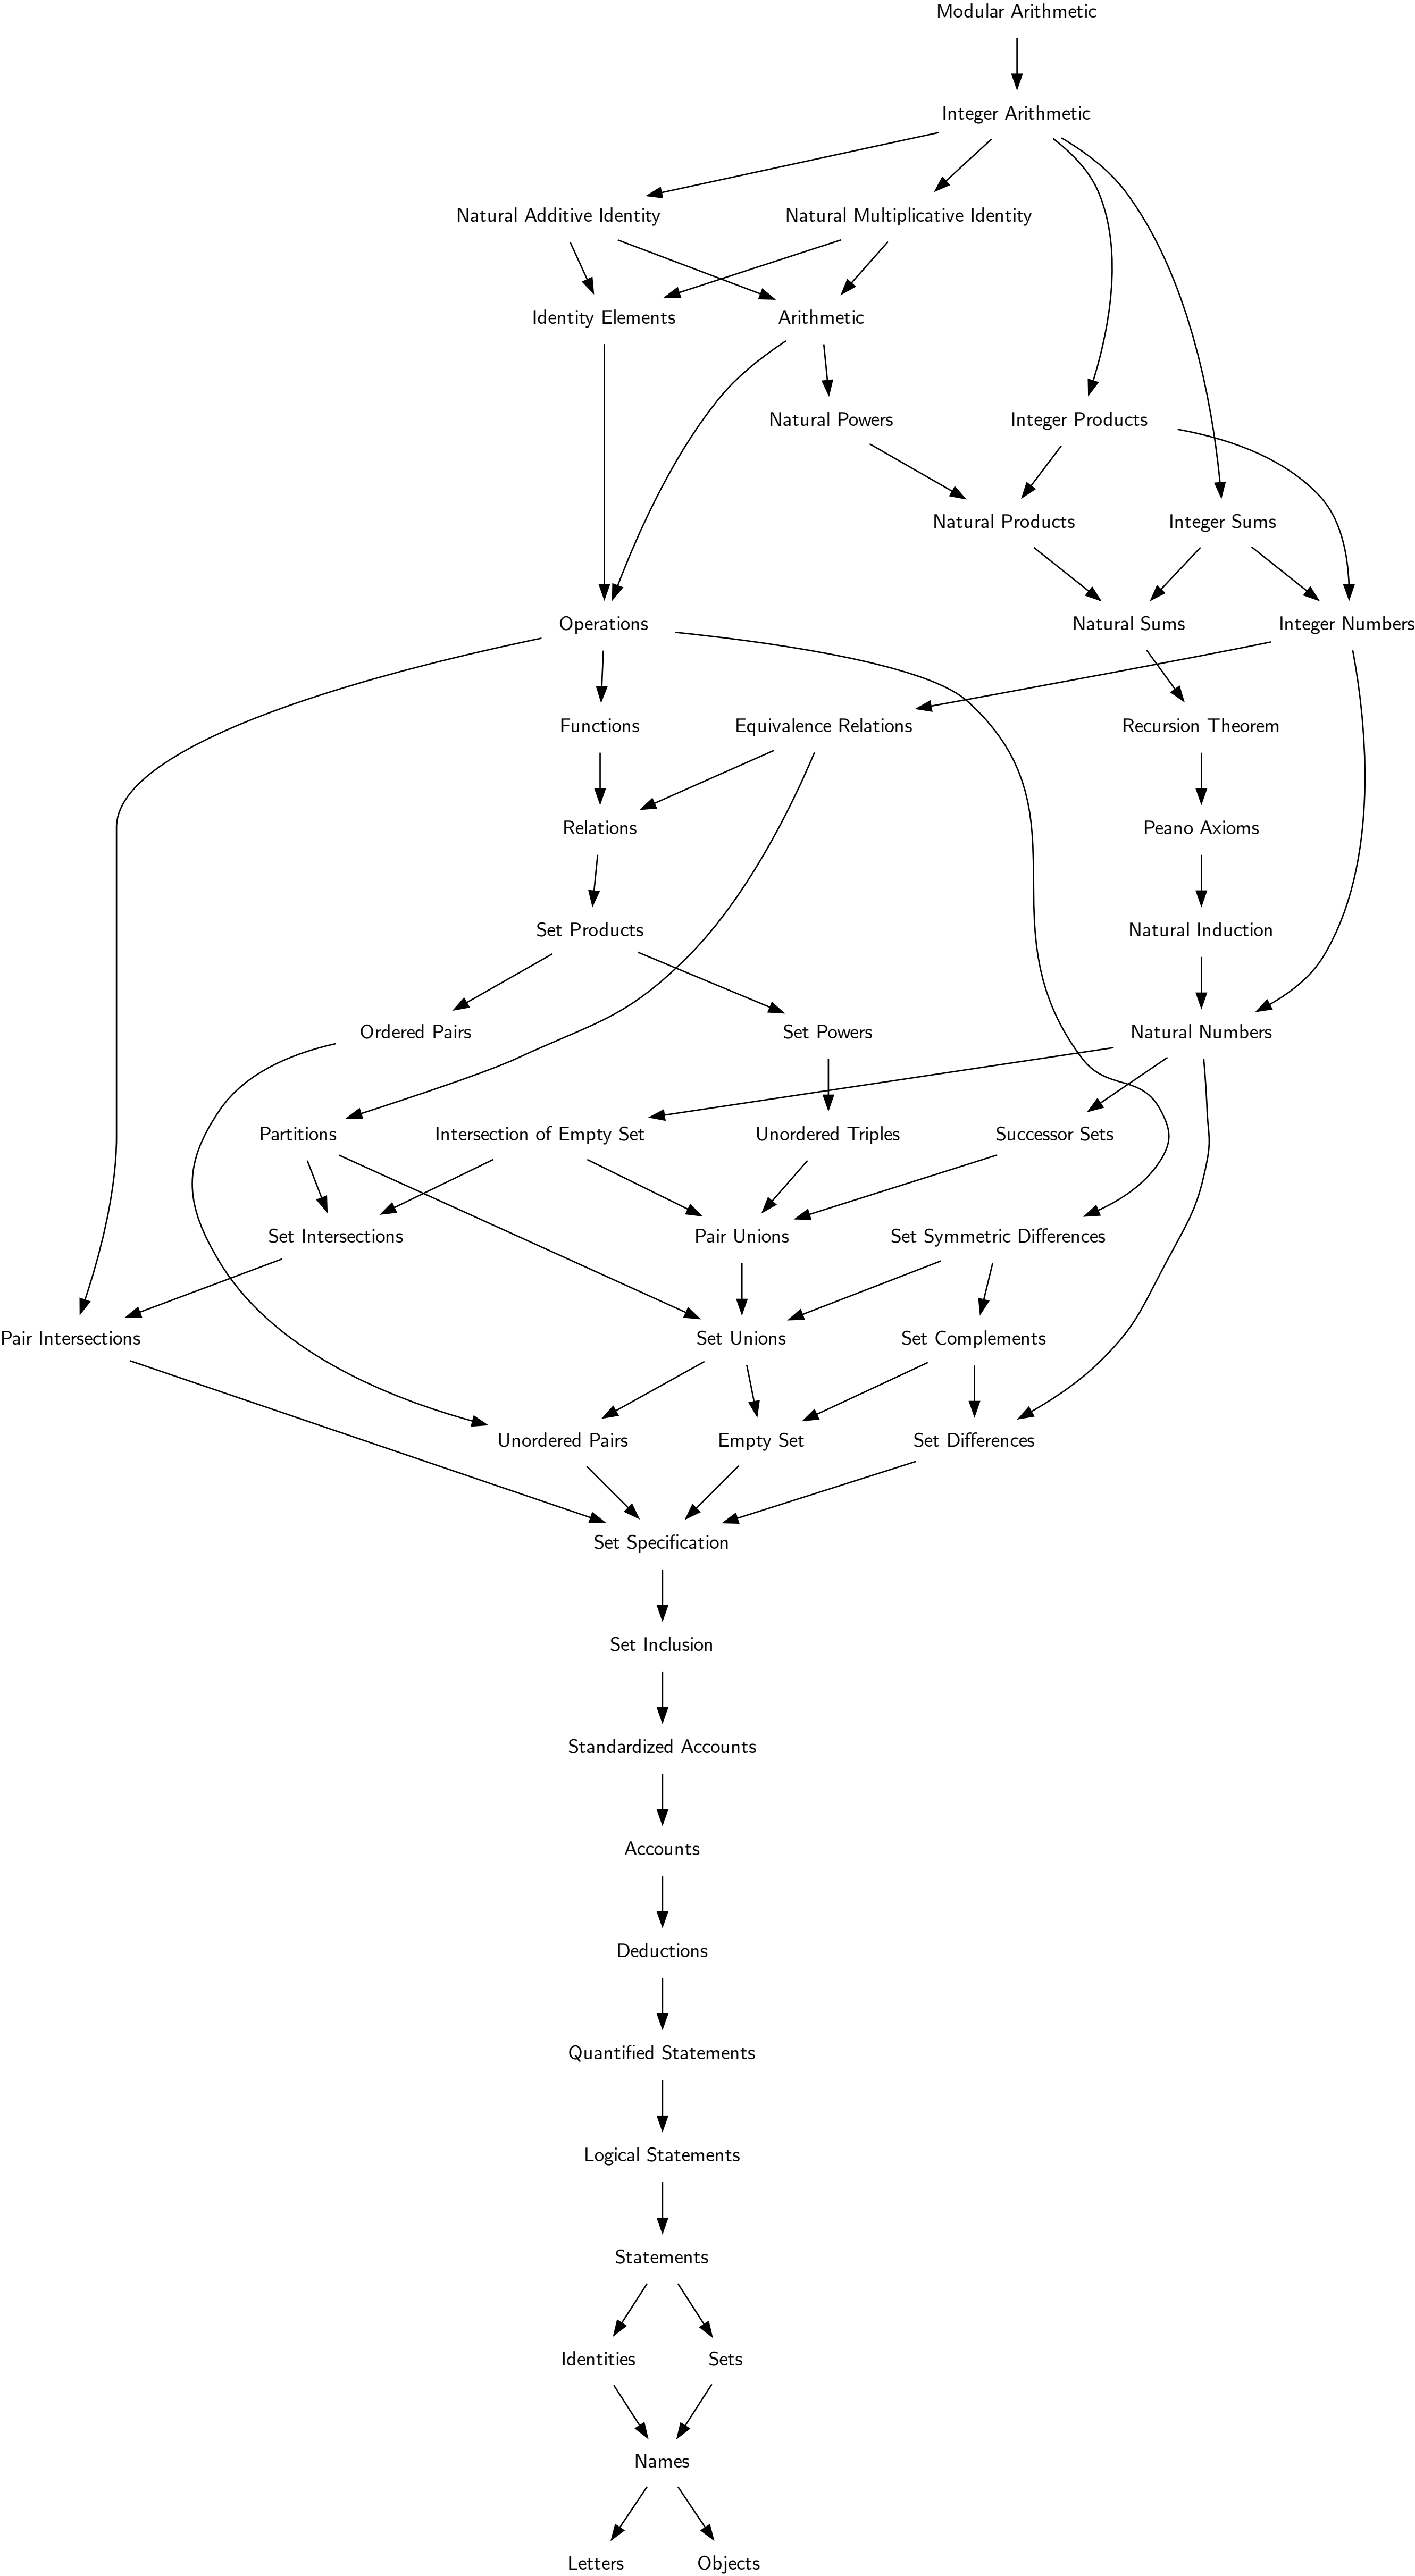 Modular Arithmetic
Integer Arithmetic
Natural Additive Identity
Natural Multiplicative Identity
Identity Elements
Arithmetic
Natural Powers
Integer Products
Natural Products
Integer Sums
Operations
Natural Sums
Integer Numbers
Functions
Equivalence Relations
Recursion Theorem
Relations
Peano Axioms
Set Products
Natural Induction
Ordered Pairs
Set Powers
Natural Numbers
Partitions
Intersection of Empty Set
Unordered Triples
Successor Sets
Set Intersections
Pair Unions
Set Symmetric Differences
Pair Intersections
Set Unions
Set Complements
Unordered Pairs
Empty Set
Set Differences
Set Specification
Set Inclusion
Standardized Accounts
Accounts
Deductions
Quantified Statements
Logical Statements
Statements
Identities
Sets
Names
Letters
Objects